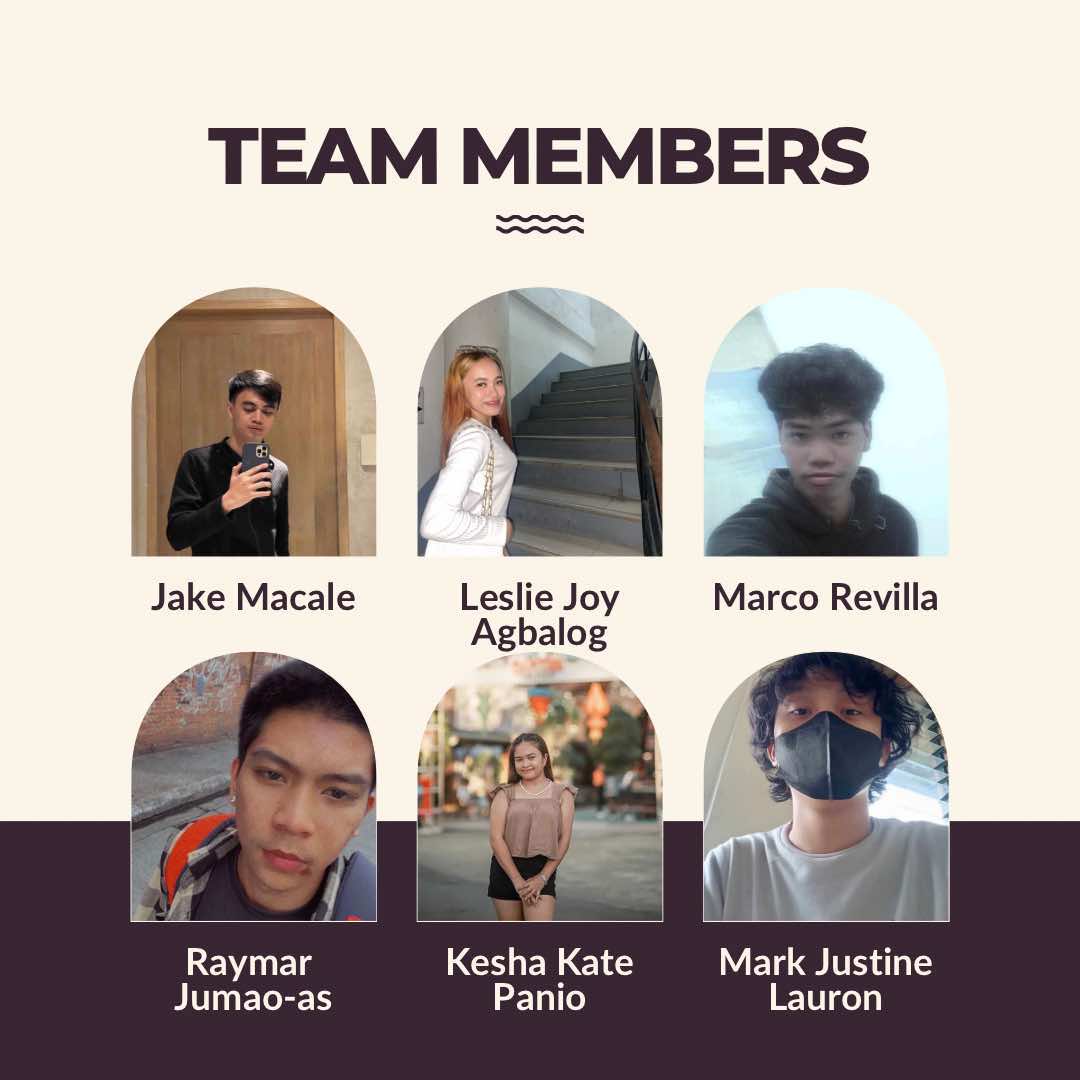 TEAM MEMBERS
Jake Macale
Leslie Joy
Agbalog
Marco Revilla
Raymar
Jumao-as
Kesha Kate
Panio
Mark Justine
Lauron